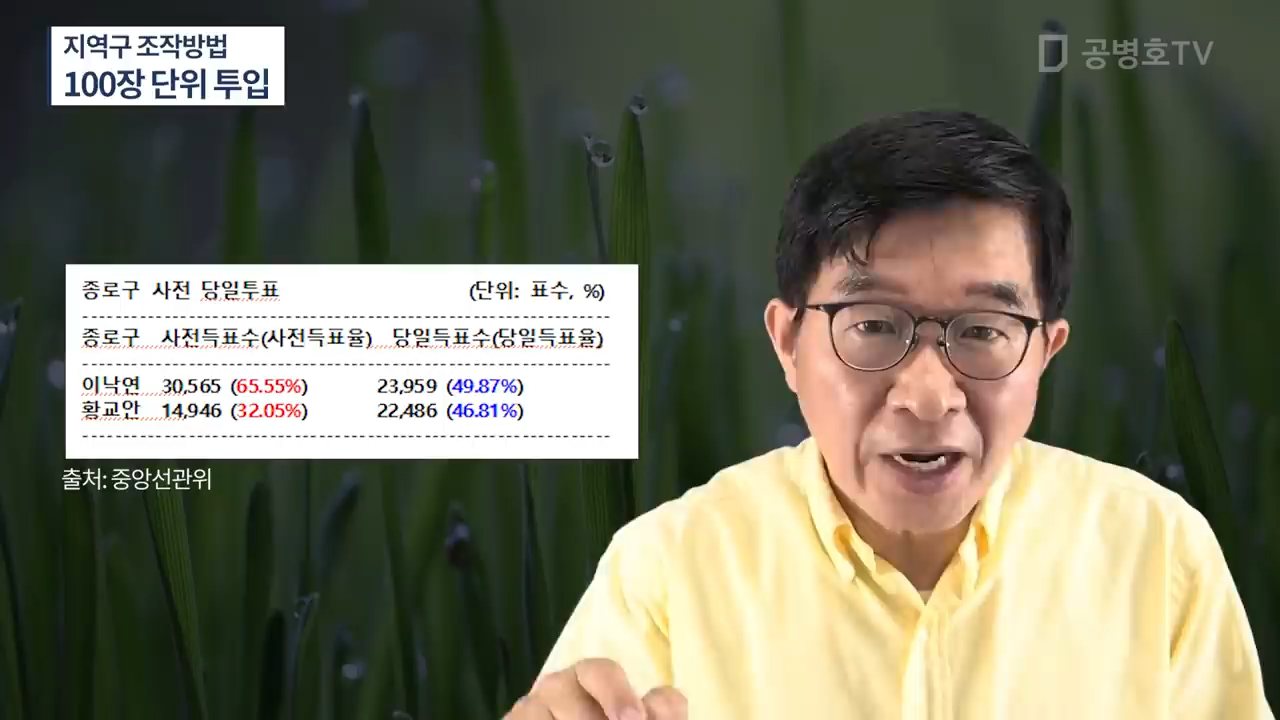 지역구 조작방법
100장 단위 투입
공병호TV
종로구 사전 당일투표 (단위: 표수, %)
종로구 사전득표수(사전득표율) 당일득표수(당일득표율)
이낙연 30,565 (65.55%) 23,959 (49.87%)
황교안 14,946 (32.05%) 22,486 (46.81%)
출처: 중앙선관위